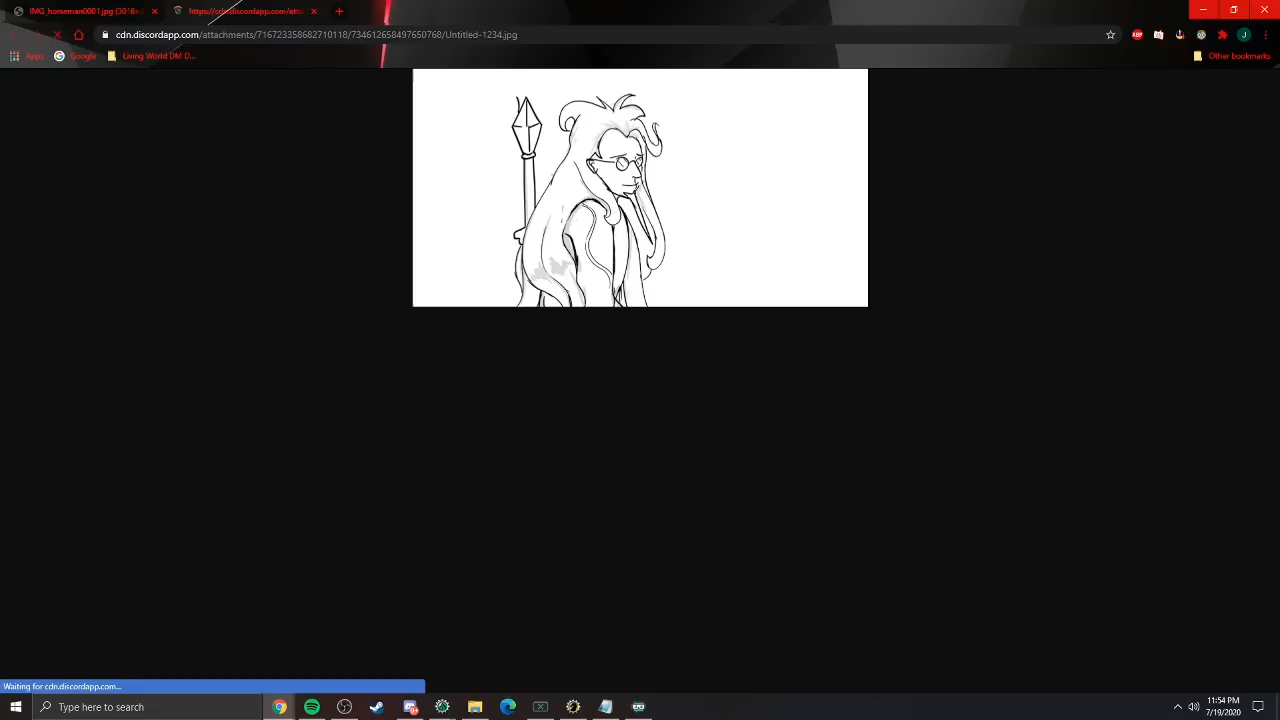 IMG_horseman0001.jpg (3016×2
https://cdn.discordapp.com/atta
cdn.discordapp.com/attachments/716723358682710118/734612658497650768/Untitled-1234.jpg
Apps
Google
Living World DM D...
Other bookmarks
Waiting for cdn.discordapp.com...
Type here to search
11:54 PM
7/19/2020